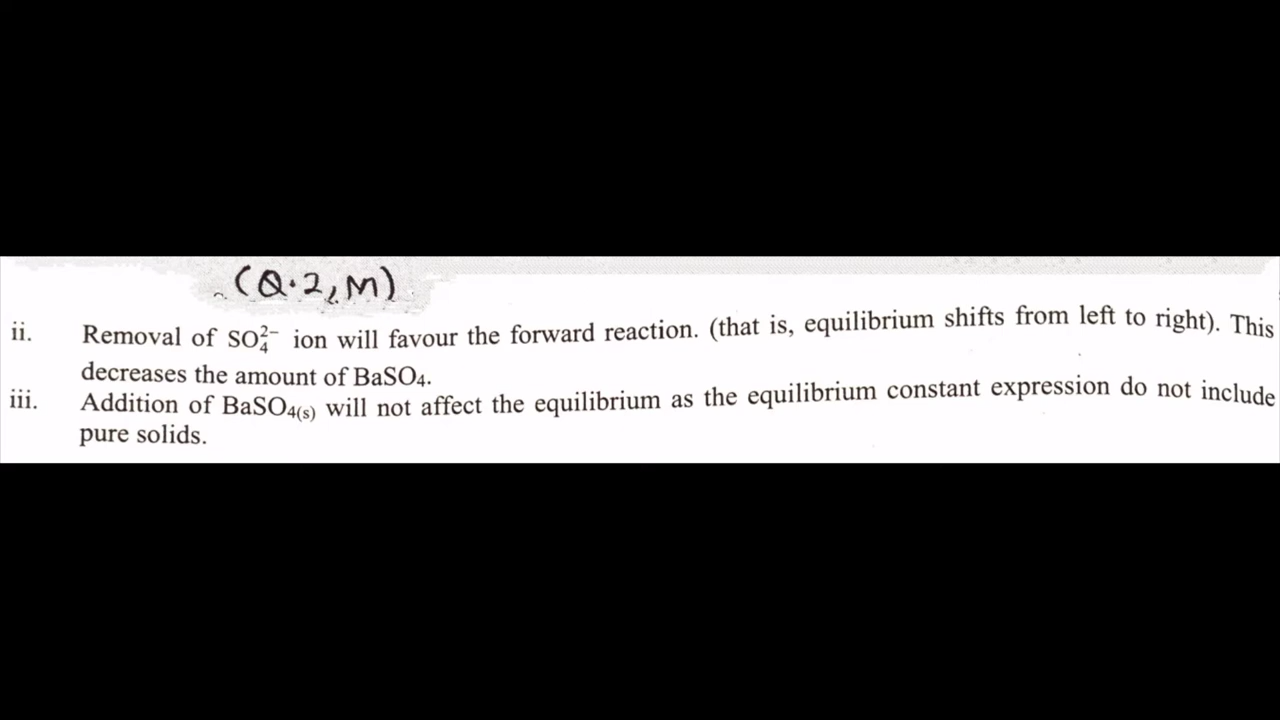 (Q.2, M)
ii. Removal of SO₄²⁻ ion will favour the forward reaction. (that is, equilibrium shifts from left to right). This
decreases the amount of BaSO₄.
iii. Addition of BaSO₄₍ₛ₎ will not affect the equilibrium as the equilibrium constant expression do not include
pure solids.